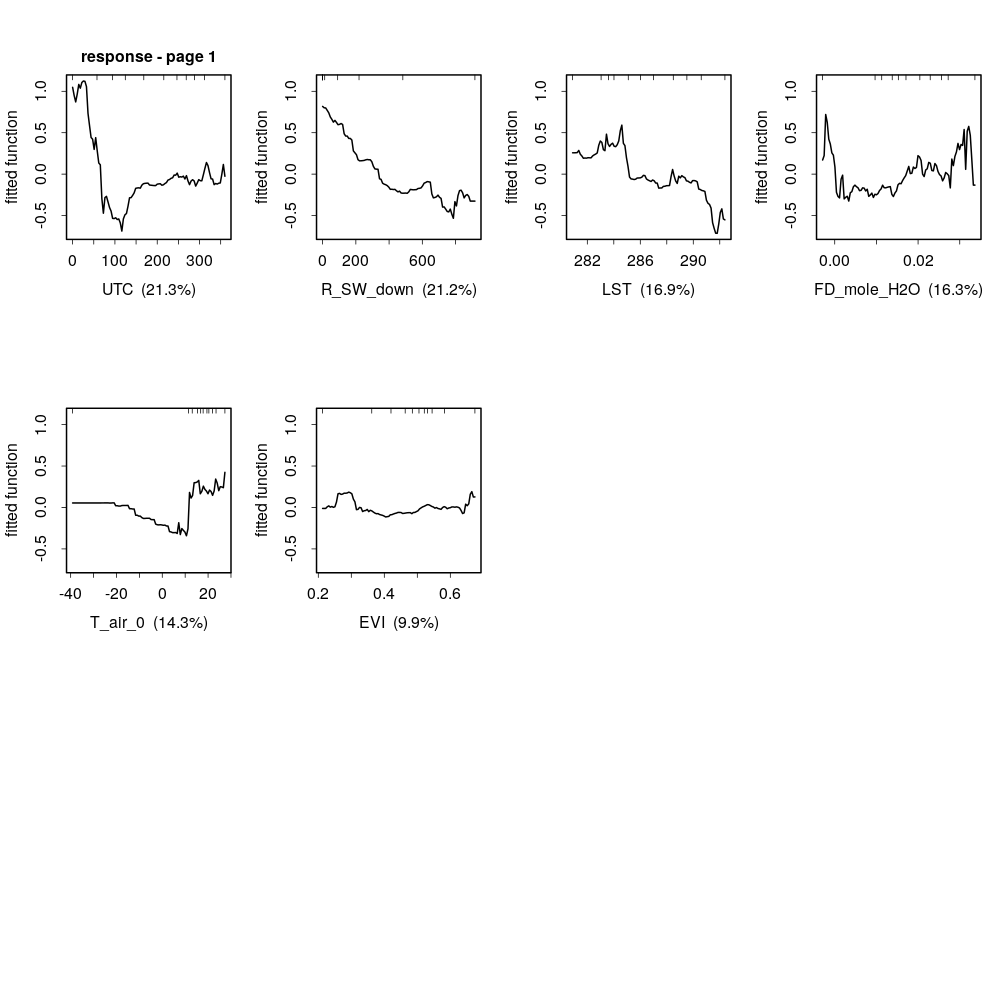 response - page 1
fitted function
1.0
0.5
0.0
-0.5
0 100 200 300
UTC (21.3%)
fitted function
1.0
0.5
0.0
-0.5
0 200 600
R_SW_down (21.2%)
fitted function
1.0
0.5
0.0
-0.5
282 286 290
LST (16.9%)
fitted function
1.0
0.5
0.0
-0.5
0.00 0.02
FD_mole_H2O (16.3%)
fitted function
1.0
0.5
0.0
-0.5
-40 -20 0 20
T_air_0 (14.3%)
fitted function
1.0
0.5
0.0
-0.5
0.2 0.4 0.6
EVI (9.9%)